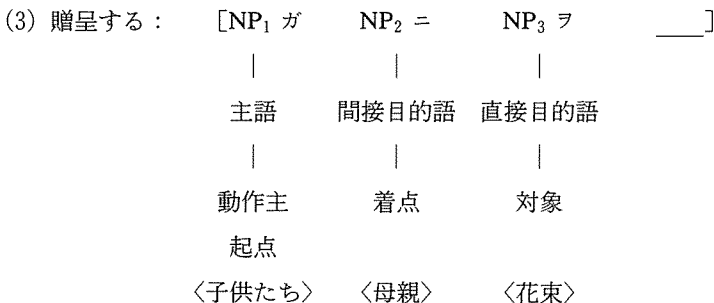 (3) 贈呈する： [NP₁ ガ NP₂ ニ NP₃ ヲ ＿＿]
主語 間接目的語 直接目的語
動作主 着点 対象
起点
〈子供たち〉 〈母親〉 〈花束〉